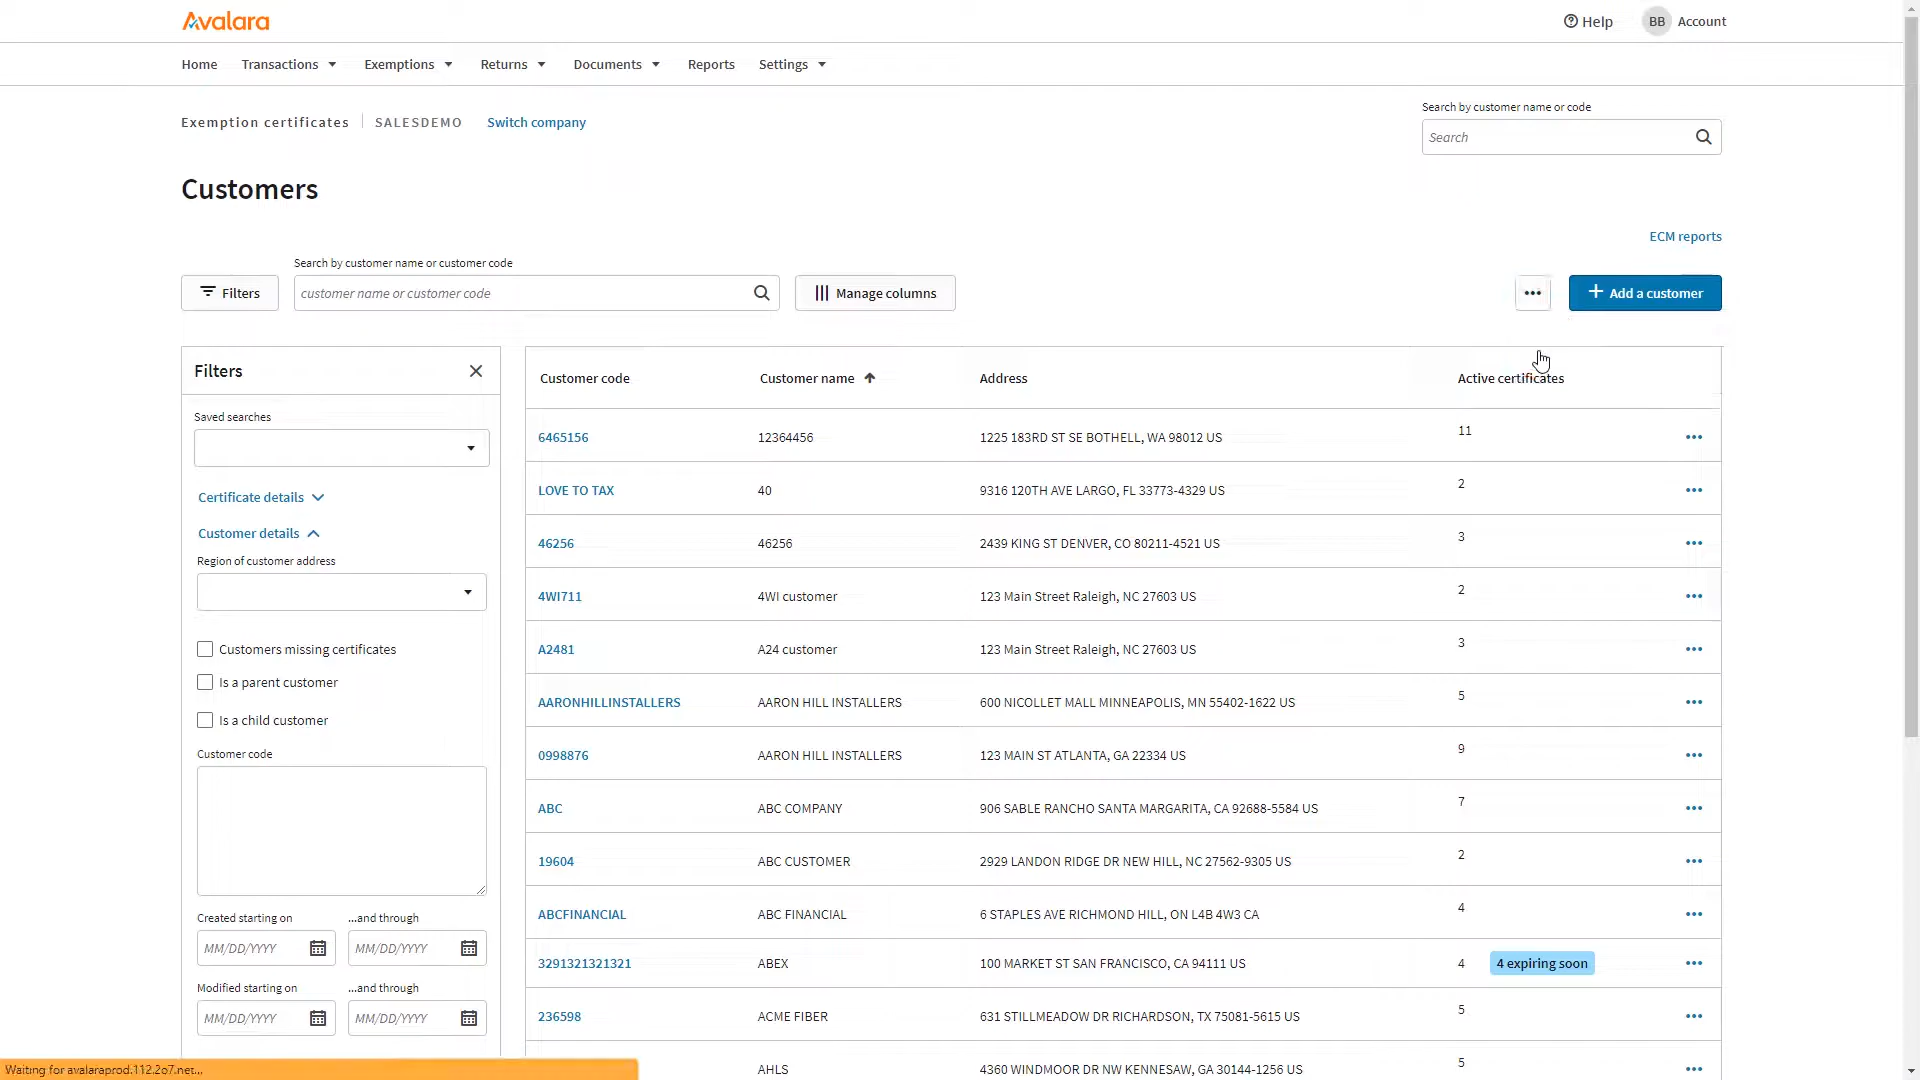 Avalara
Help
BB Account
Home Transactions Exemptions Returns Documents Reports Settings
Exemption certificates SALESDEMO Switch company
Search by customer name or code
Search
Customers
ECM reports
Search by customer name or customer code
Filters customer name or customer code Manage columns ••• + Add a customer
Filters
Saved searches
Certificate details
Customer details
Region of customer address
Customers missing certificates
Is a parent customer
Is a child customer
Customer code
Created starting on ...and through
MM/DD/YYYY MM/DD/YYYY
Modified starting on ...and through
MM/DD/YYYY MM/DD/YYYY
Customer code Customer name Address Active certificates
6465156 12364456 1225 183RD ST SE BOTHELL, WA 98012 US 11
LOVE TO TAX 40 9316 120TH AVE LARGO, FL 33773-4329 US 2
46256 46256 2439 KING ST DENVER, CO 80211-4521 US 3
4WI711 4WI customer 123 Main Street Raleigh, NC 27603 US 2
A2481 A24 customer 123 Main Street Raleigh, NC 27603 US 3
AARONHILLINSTALLERS AARON HILL INSTALLERS 600 NICOLLET MALL MINNEAPOLIS, MN 55402-1622 US 5
0998876 AARON HILL INSTALLERS 123 MAIN ST ATLANTA, GA 22334 US 9
ABC ABC COMPANY 906 SABLE RANCHO SANTA MARGARITA, CA 92688-5584 US 7
19604 ABC CUSTOMER 2929 LANDON RIDGE DR NEW HILL, NC 27562-9305 US 2
ABCFINANCIAL ABC FINANCIAL 6 STAPLES AVE RICHMOND HILL, ON L4B 4W3 CA 4
3291321321321 ABEX 100 MARKET ST SAN FRANCISCO, CA 94111 US 4 4 expiring soon
236598 ACME FIBER 631 STILLMEADOW DR RICHARDSON, TX 75081-5615 US 5
AHLS 4360 WINDMOOR DR NW KENNESAW, GA 30144-1256 US 5
Waiting for avalaraprod.112.2o7.net...